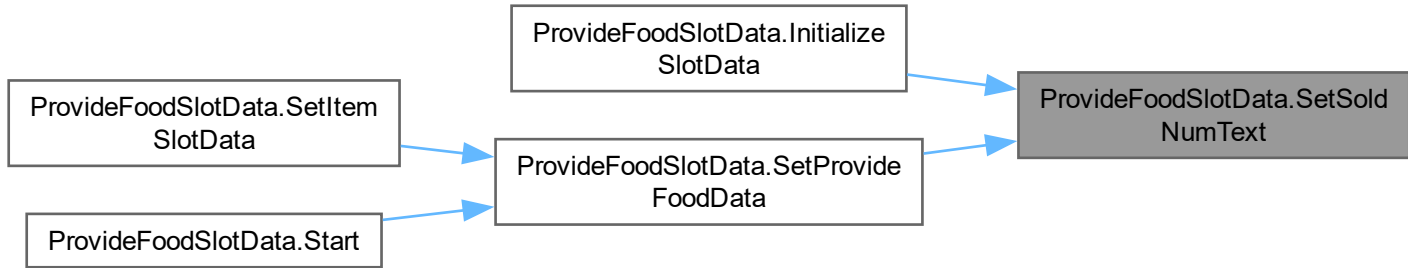 ProvideFoodSlotData.Initialize
SlotData
ProvideFoodSlotData.SetSold
NumText
ProvideFoodSlotData.SetItem
SlotData
ProvideFoodSlotData.SetProvide
FoodData
ProvideFoodSlotData.Start